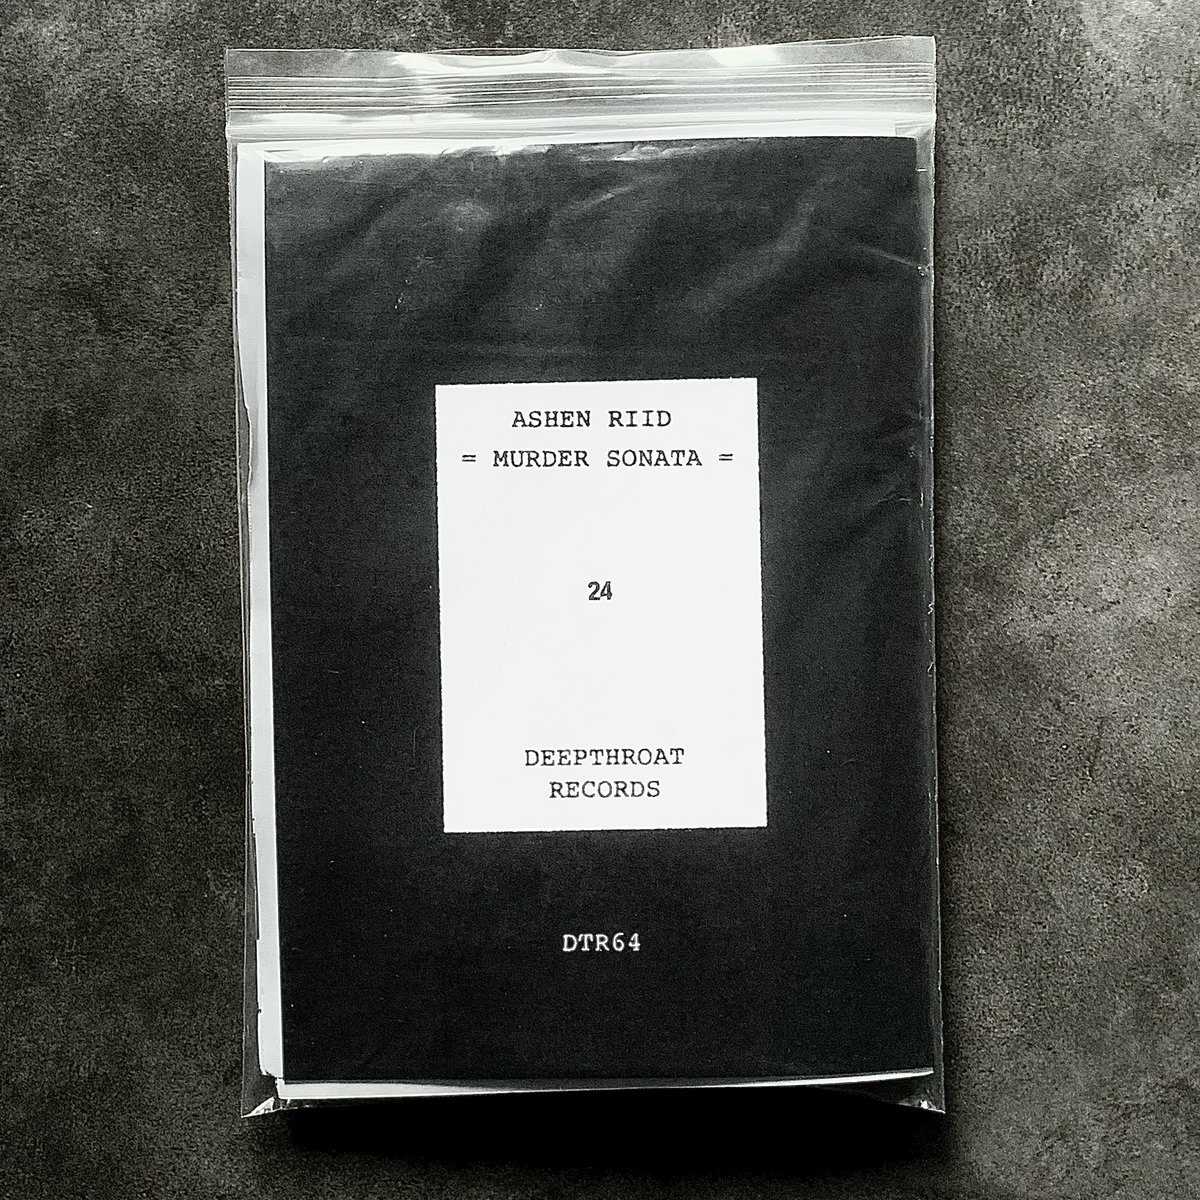 ASHEN RIID
= MURDER SONATA =
24
DEEPTHROAT
RECORDS
DTR64